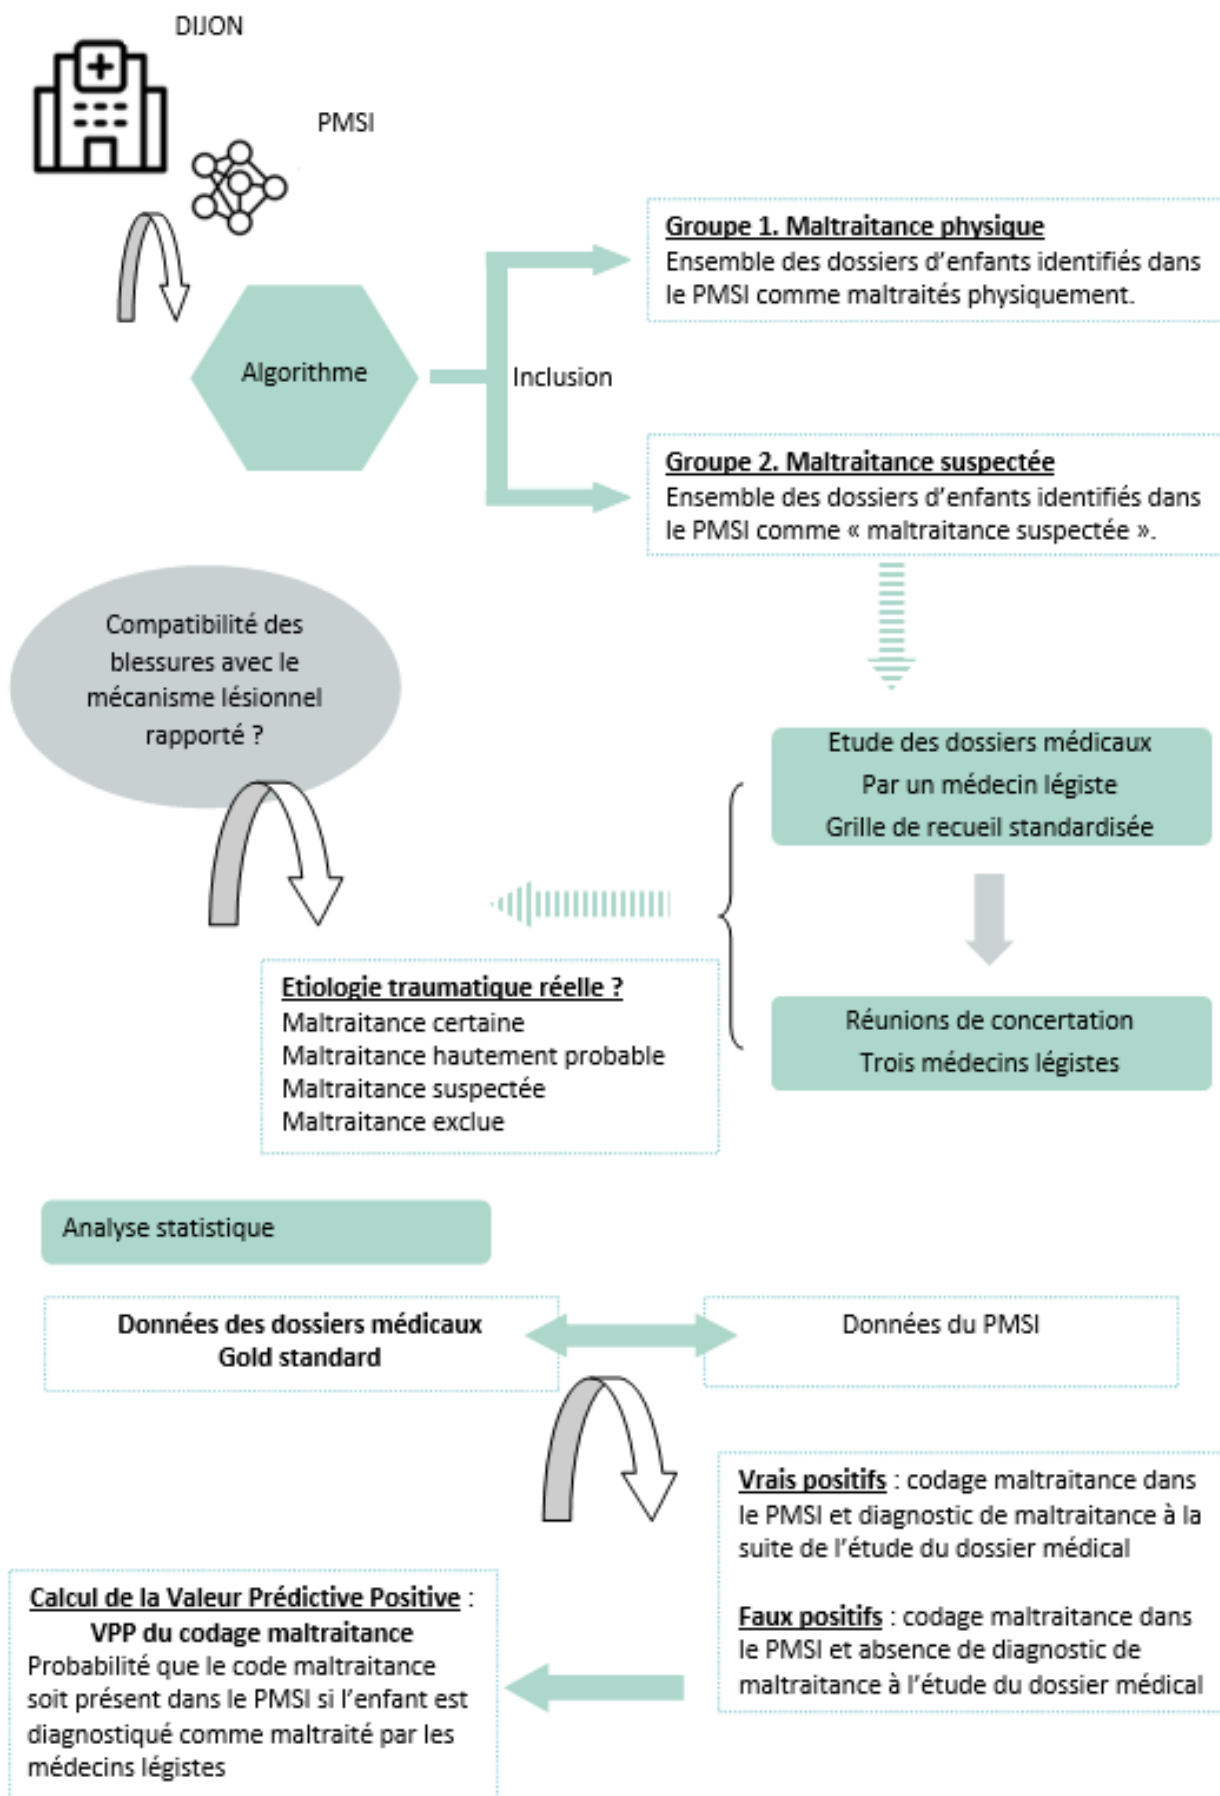 DIJON
PMSI
Groupe 1. Maltraitance physique
Ensemble des dossiers d'enfants identifiés dans
le PMSI comme maltraités physiquement.
Algorithme
Inclusion
Groupe 2. Maltraitance suspectée
Ensemble des dossiers d'enfants identifiés dans
le PMSI comme « maltraitance suspectée ».
Compatibilité des
blessures avec le
mécanisme lésionnel
rapporté ?
Etude des dossiers médicaux
Par un médecin légiste
Grille de recueil standardisée
Etiologie traumatique réelle ?
Maltraitance certaine
Maltraitance hautement probable
Maltraitance suspectée
Maltraitance exclue
Réunions de concertation
Trois médecins légistes
Analyse statistique
Données des dossiers médicaux
Gold standard
Données du PMSI
Vrais positifs : codage maltraitance dans
le PMSI et diagnostic de maltraitance à la
suite de l'étude du dossier médical
Faux positifs : codage maltraitance dans
le PMSI et absence de diagnostic de
maltraitance à l'étude du dossier médical
Calcul de la Valeur Prédictive Positive :
VPP du codage maltraitance
Probabilité que le code maltraitance
soit présent dans le PMSI si l'enfant est
diagnostiqué comme maltraité par les
médecins légistes